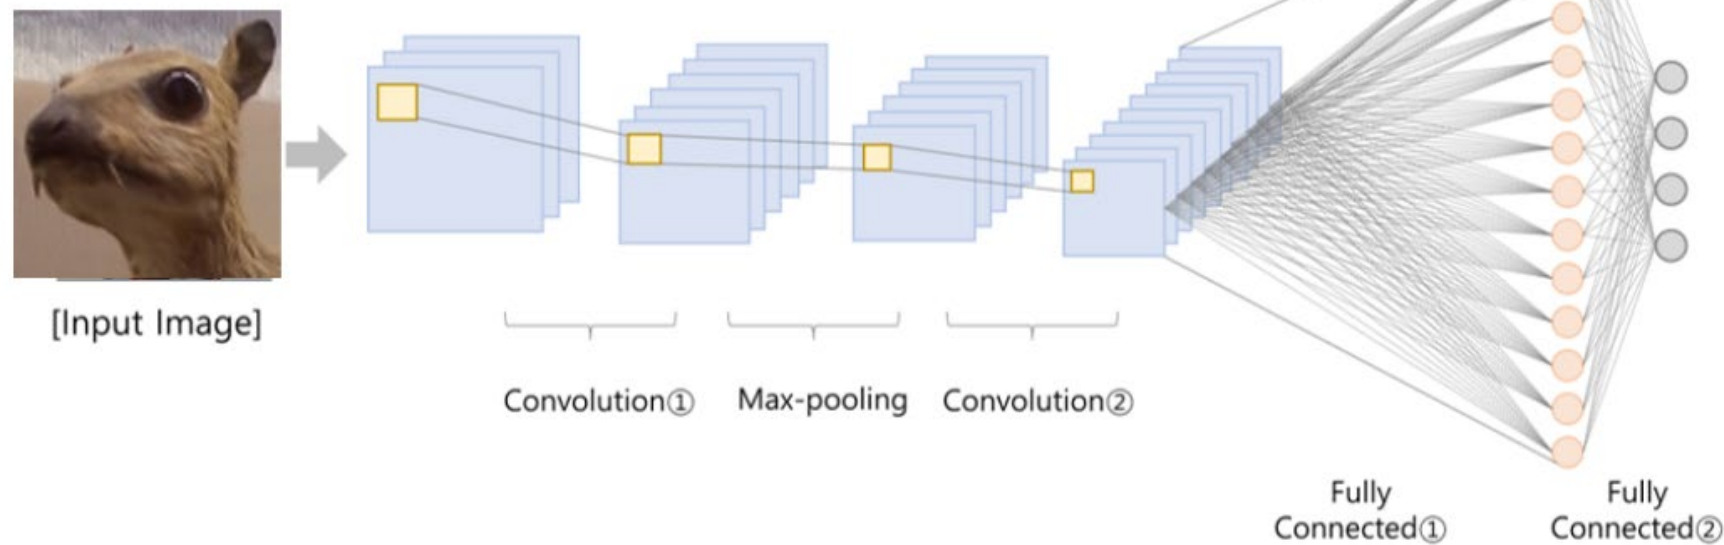 [Input Image]
Convolution①
Max-pooling
Convolution②
Fully
Connected①
Fully
Connected②